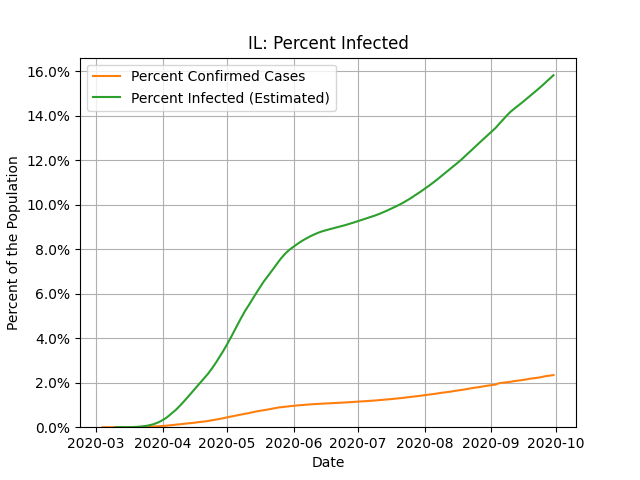 IL: Percent Infected
Percent Confirmed Cases
Percent Infected (Estimated)
Percent of the Population
16.0%
14.0%
12.0%
10.0%
8.0%
6.0%
4.0%
2.0%
0.0%
2020-03 2020-04 2020-05 2020-06 2020-07 2020-08 2020-09 2020-10
Date